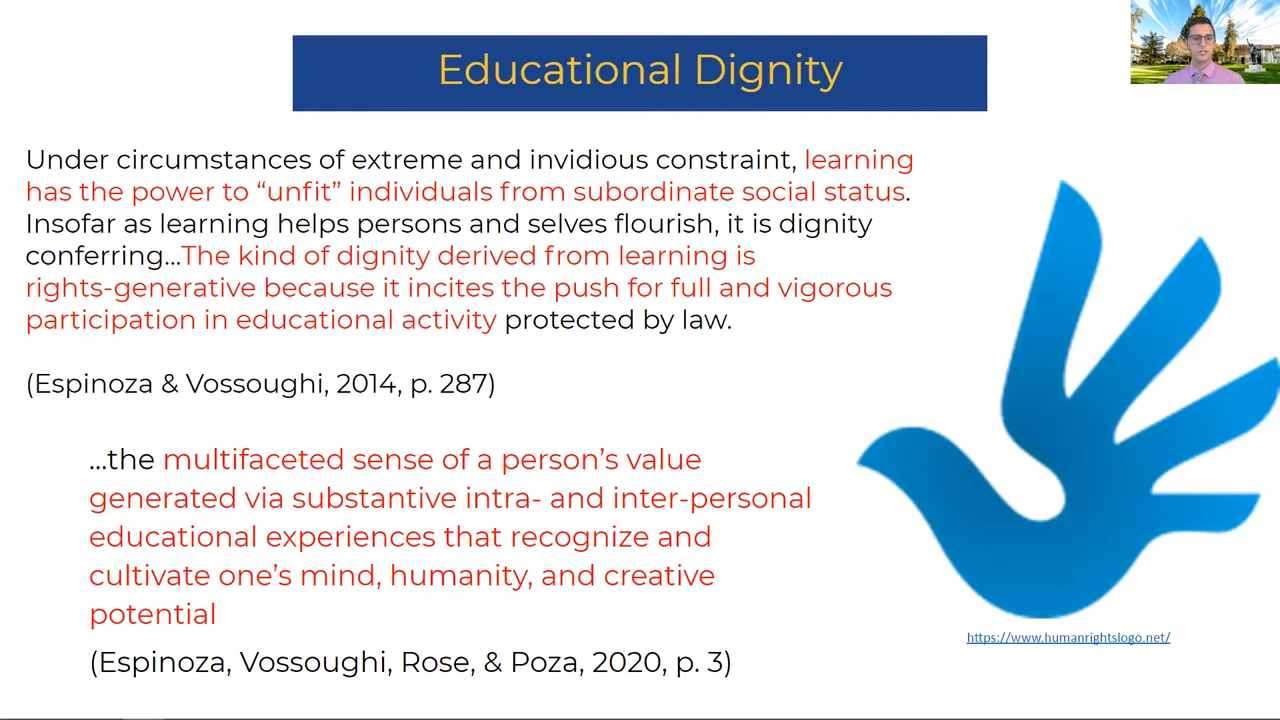 Educational Dignity
Under circumstances of extreme and invidious constraint, learning
has the power to “unfit” individuals from subordinate social status.
Insofar as learning helps persons and selves flourish, it is dignity
conferring…The kind of dignity derived from learning is
rights-generative because it incites the push for full and vigorous
participation in educational activity protected by law.
(Espinoza & Vossoughi, 2014, p. 287)
…the multifaceted sense of a person’s value
generated via substantive intra- and inter-personal
educational experiences that recognize and
cultivate one’s mind, humanity, and creative
potential
(Espinoza, Vossoughi, Rose, & Poza, 2020, p. 3)
https://www.humanrightslogo.net/